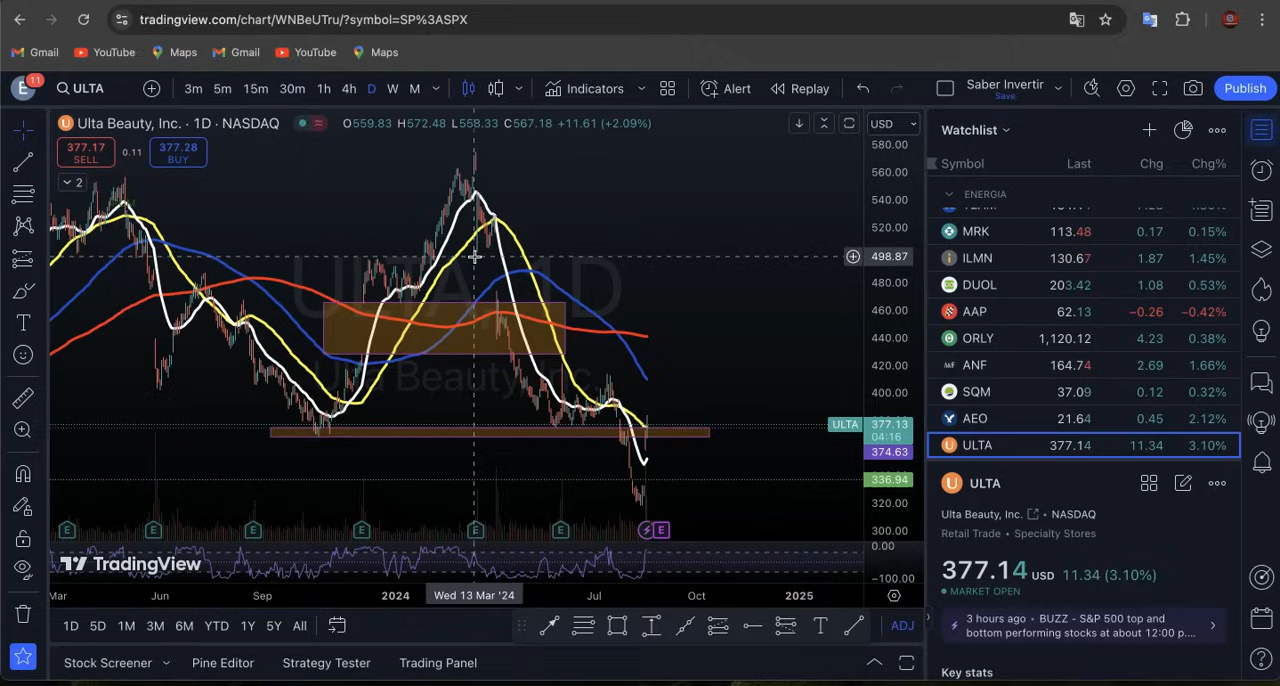 tradingview.com/chart/WNBeUTru/?symbol=SP%3ASPX
Gmail YouTube Maps Gmail YouTube Maps
E 11 ULTA 3m 5m 15m 30m 1h 4h D W M Indicators Alert Replay Saber Invertir Save Publish
Ulta Beauty, Inc. · 1D · NASDAQ O559.83 H572.48 L558.33 C567.18 +11.61 (+2.09%) USD
377.17 SELL 0.11 377.28 BUY
2
ULTA, 1D
Ulta Beauty, Inc.
580.00
560.00
540.00
520.00
498.87
480.00
460.00
440.00
420.00
400.00
ULTA 377.13
04:16
374.63
336.94
320.00
300.00
0.00
−100.00
E E E E E E E
TradingView
Mar Jun Sep 2024 Wed 13 Mar '24 Jul Oct 2025
1D 5D 1M 3M 6M YTD 1Y 5Y All ADJ
Stock Screener Pine Editor Strategy Tester Trading Panel
Watchlist
Symbol Last Chg Chg%
ENERGIA
MRK 113.48 0.17 0.15%
ILMN 130.67 1.87 1.45%
DUOL 203.42 1.08 0.53%
AAP 62.13 −0.26 −0.42%
ORLY 1,120.12 4.23 0.38%
ANF 164.74 2.69 1.66%
SQM 37.09 0.12 0.32%
AEO 21.64 0.45 2.12%
ULTA 377.14 11.34 3.10%
ULTA
Ulta Beauty, Inc. • NASDAQ
Retail Trade • Specialty Stores
377.14 USD 11.34 (3.10%)
MARKET OPEN
3 hours ago • BUZZ - S&P 500 top and
bottom performing stocks at about 12:00 p....
Key stats